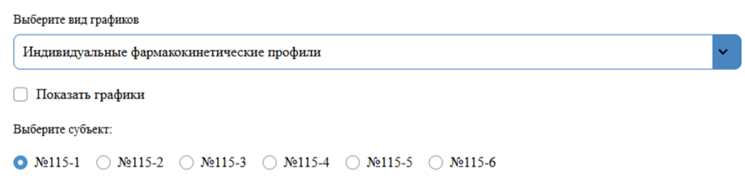 Выберите вид графиков
Индивидуальные фармакокинетические профили
Показать графики
Выберите субъект:
№115-1 №115-2 №115-3 №115-4 №115-5 №115-6